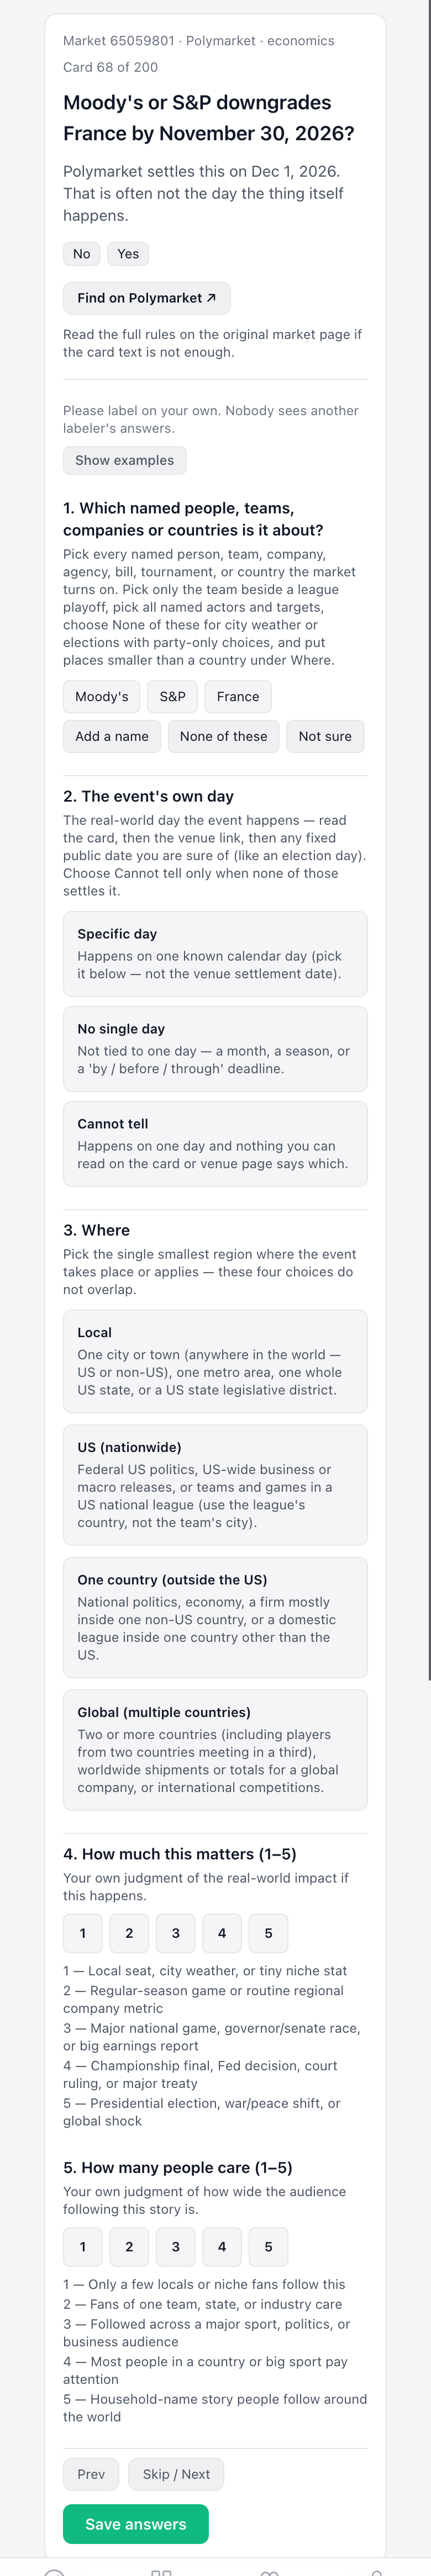 Market 65059801 · Polymarket · economics
Card 68 of 200
Moody's or S&P downgrades
France by November 30, 2026?
Polymarket settles this on Dec 1, 2026.
That is often not the day the thing itself
happens.
No Yes
Find on Polymarket ↗
Read the full rules on the original market page if
the card text is not enough.
Please label on your own. Nobody sees another
labeler's answers.
Show examples
1. Which named people, teams,
companies or countries is it about?
Pick every named person, team, company,
agency, bill, tournament, or country the market
turns on. Pick only the team beside a league
playoff, pick all named actors and targets,
choose None of these for city weather or
elections with party-only choices, and put
places smaller than a country under Where.
Moody's S&P France
Add a name None of these Not sure
2. The event's own day
The real-world day the event happens — read
the card, then the venue link, then any fixed
public date you are sure of (like an election day).
Choose Cannot tell only when none of those
settles it.
Specific day
Happens on one known calendar day (pick
it below — not the venue settlement date).
No single day
Not tied to one day — a month, a season, or
a 'by / before / through' deadline.
Cannot tell
Happens on one day and nothing you can
read on the card or venue page says which.
3. Where
Pick the single smallest region where the event
takes place or applies — these four choices do
not overlap.
Local
One city or town (anywhere in the world —
US or non-US), one metro area, one whole
US state, or a US state legislative district.
US (nationwide)
Federal US politics, US-wide business or
macro releases, or teams and games in a
US national league (use the league's
country, not the team's city).
One country (outside the US)
National politics, economy, a firm mostly
inside one non-US country, or a domestic
league inside one country other than the
US.
Global (multiple countries)
Two or more countries (including players
from two countries meeting in a third),
worldwide shipments or totals for a global
company, or international competitions.
4. How much this matters (1–5)
Your own judgment of the real-world impact if
this happens.
1 2 3 4 5
1 — Local seat, city weather, or tiny niche stat
2 — Regular-season game or routine regional
company metric
3 — Major national game, governor/senate race,
or big earnings report
4 — Championship final, Fed decision, court
ruling, or major treaty
5 — Presidential election, war/peace shift, or
global shock
5. How many people care (1–5)
Your own judgment of how wide the audience
following this story is.
1 2 3 4 5
1 — Only a few locals or niche fans follow this
2 — Fans of one team, state, or industry care
3 — Followed across a major sport, politics, or
business audience
4 — Most people in a country or big sport pay
attention
5 — Household-name story people follow around
the world
Prev Skip / Next
Save answers